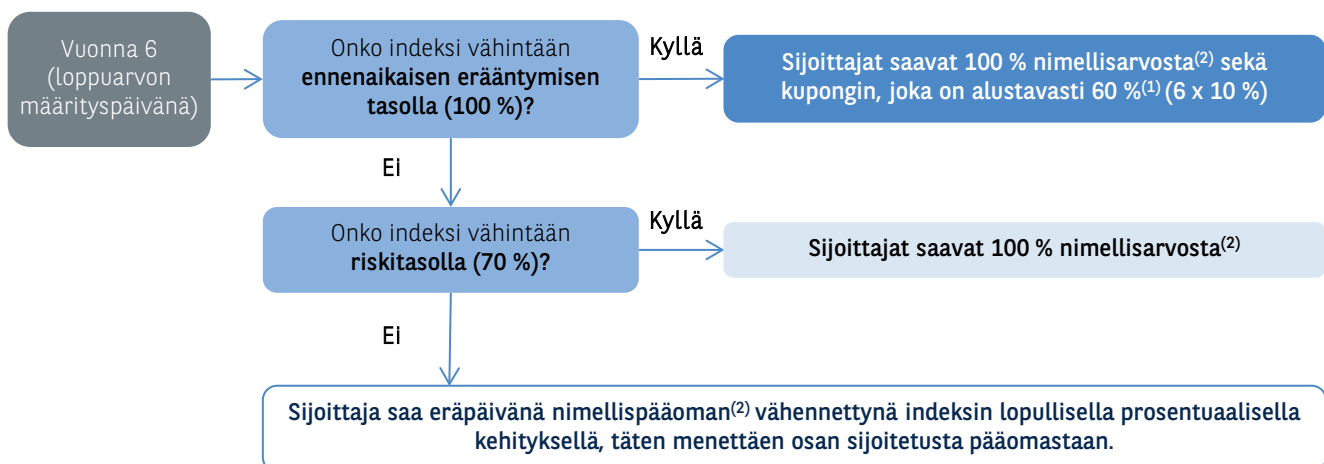 Vuonna 6
(loppuarvon
määrityspäivänä)
Onko indeksi vähintään
ennenaikaisen erääntymisen
tasolla (100 %)?
Kyllä
Sijoittajat saavat 100 % nimellisarvosta(2) sekä
kupongin, joka on alustavasti 60 %(1) (6 x 10 %)
Ei
Onko indeksi vähintään
riskitasolla (70 %)?
Kyllä
Sijoittajat saavat 100 % nimellisarvosta(2)
Ei
Sijoittaja saa eräpäivänä nimellispääoman(2) vähennettynä indeksin lopullisella prosentuaalisella
kehityksellä, täten menettäen osan sijoitetusta pääomastaan.